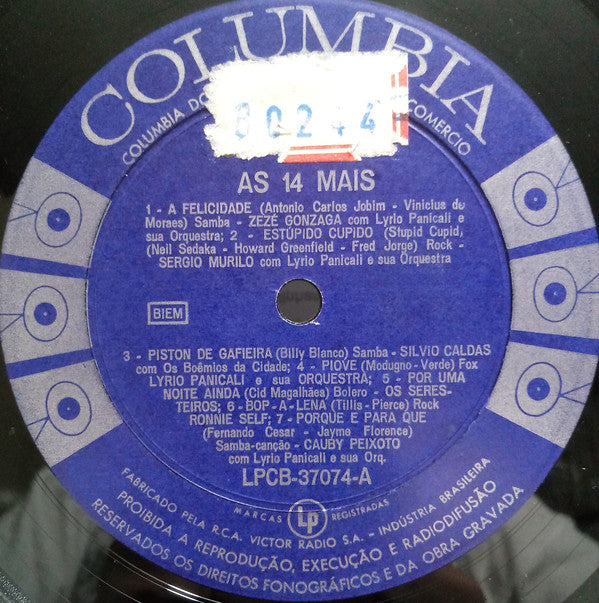 COLUMBIA
COLUMBIA DO COMERCIO
80244
AS 14 MAIS
1 - A FELICIDADE (Antonio Carlos Jobim - Vinicius de
Moraes) Samba - ZEZÉ GONZAGA com Lyrio Panicali e
sua Orquestra; 2 - ESTÚPIDO CUPIDO (Stupid Cupid,
(Neil Sedaka - Howard Greenfield - Fred Jorge) Rock -
SERGIO MURILO com Lyrio Panicali e sua Orquestra
BIEM
3 - PISTON DE GAFIEIRA (Billy Blanco) Samba - SILVIO CALDAS
com Os Boêmios da Cidade; 4 - PIOVE (Modugno - Verde) Fox
LYRIO PANICALI e sua ORQUESTRA; 5 - POR UMA
NOITE AINDA (Cid Magalhães) Bolero - OS SERES-
TEIROS; 6 - BOP-A-LENA (Tillis - Pierce) Rock
RONNIE SELF; 7 - PORQUE E PARA QUE
(Fernando Cesar - Jayme Florence)
Samba-canção - CAUBY PEIXOTO
com Lyrio Panicali e sua Orq.
LPCB-37074-A
MARCAS Lp REGISTRADAS
FABRICADO PELA R.C.A. VICTOR RADIO S.A. - INDÚSTRIA BRASILEIRA
PROIBIDA A REPRODUÇÃO, EXECUÇÃO E RADIODIFUSÃO
RESERVADOS OS DIREITOS FONOGRÁFICOS E DA OBRA GRAVADA